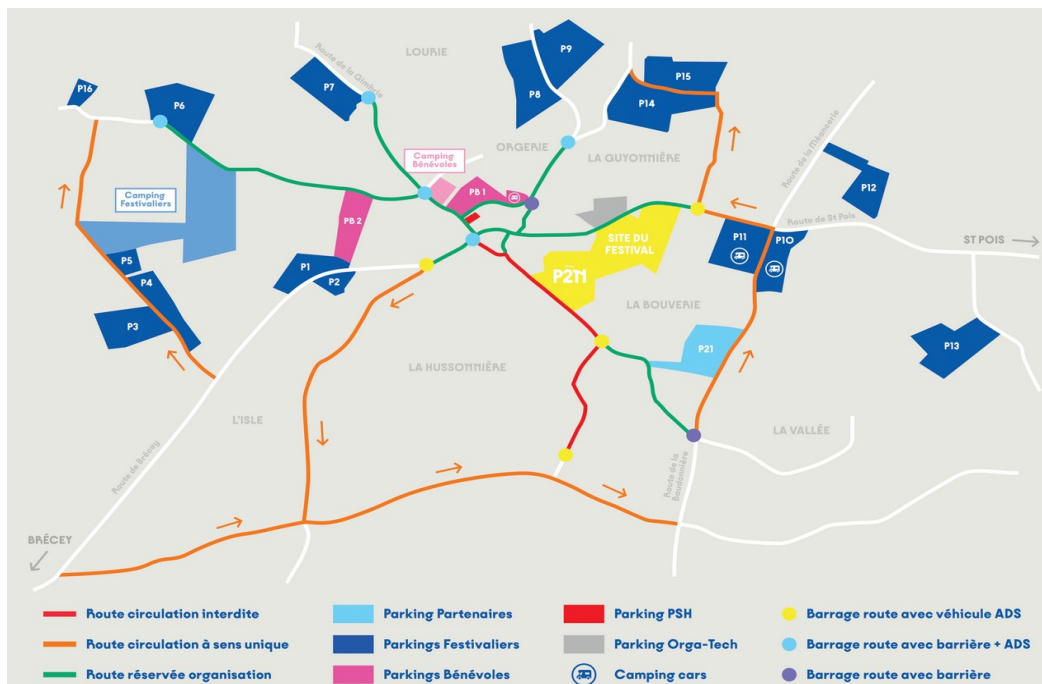 LOURIE
Route de la Gimbrie
P9
P8
P7
P16
P6
P15
P14
ORGERIE
LA GUYONNIÈRE
Route de la Méancerie
Camping
Bénévoles
PB 1
P12
Camping
Festivaliers
PB 2
Route de St Pois
ST POIS
SITE DU
FESTIVAL
P11
P10
P5
P4
P1
P2
P2N
LA BOUVERIE
P3
P21
P13
LA HUSSONNIÈRE
L'ISLE
LA VALLÉE
Route de Brécey
Route de la
Baudonnière
BRÉCEY
Route circulation interdite
Route circulation à sens unique
Route réservée organisation
Parking Partenaires
Parkings Festivaliers
Parkings Bénévoles
Parking PSH
Parking Orga-Tech
Camping cars
Barrage route avec véhicule ADS
Barrage route avec barrière + ADS
Barrage route avec barrière